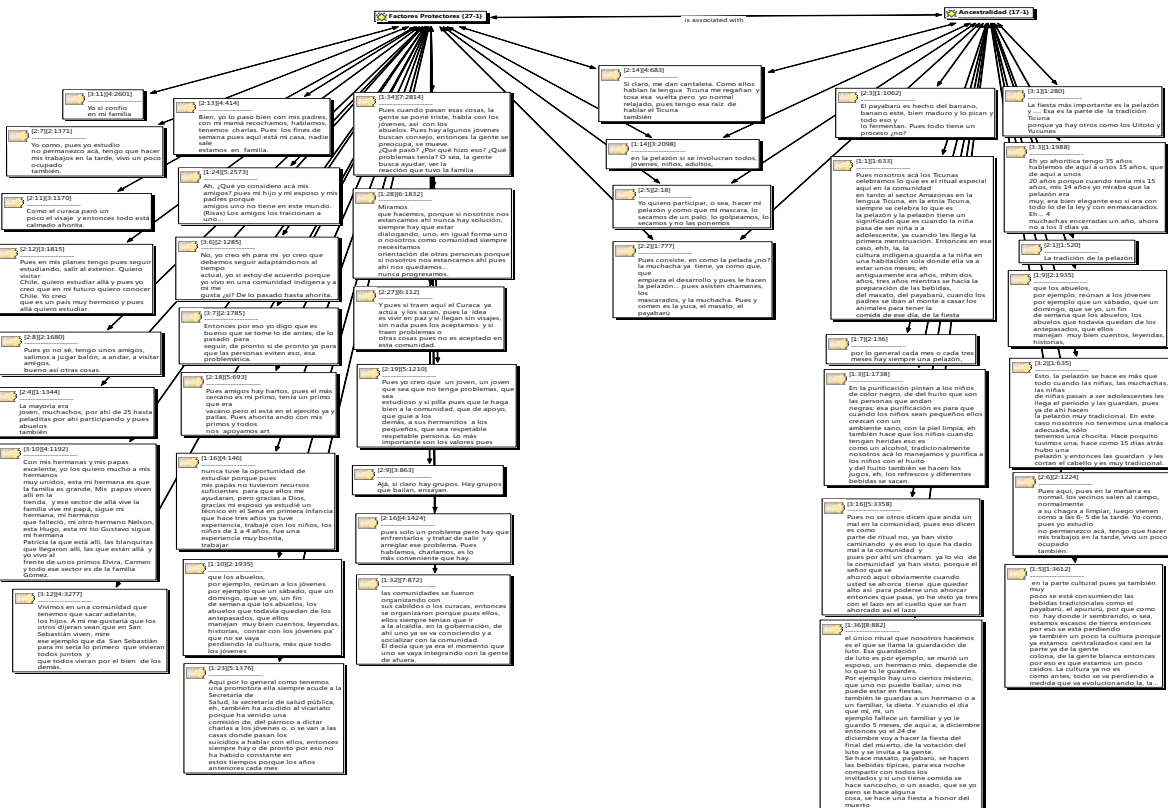 Factores Protectores (27-1)
is associated with
Ancestralidad (17-1)
[3:11][4:2601]
Yo si confío
en mi familia
[2:7][2:1371]
Yo como, pues yo estudio
no permanezco acá, tengo que hacer
mis trabajos en la tarde, vivo un poco
ocupado
también.
[2:11][3:1170]
Como el curaca paró un
poco el visaje  y entonces todo está
calmado ahorita.
[2:12][3:1815]
Pues en mis planes tengo pues seguir
estudiando, salir al exterior. Quiero
visitar
Chile, quiero estudiar allá y pues yo
creo que en mi futuro quiero conocer
Chile. Yo creo
que es un país muy hermoso y pues
allá quiero estudiar.
[2:8][2:1680]
Pues yo no sé, tengo unos amigos,
salimos a jugar balón, a andar, a visitar
amigos,
bueno asi otras cosas.
[2:4][1:1344]
La mayoría era
joven, muchachos, por ahí de 25 hasta
peladitas por ahi participando y pues
abuelos
también
[3:10][4:1192]
Con mis hermanas y mis papas
excelente, yo los quiero mucho a mis
hermanos
muy unidos, esta mi hermana es que
la familia es grande, Mis  papas viven
alli en la
tienda,  y ese sector de allá vive la
familia vive mi papá, sigue mi
hermana, mi hermano
que falleció, mi otro hermano Nelson,
esta Hugo, esta mi tío Gustavo sigue
mi hermana
Patricia la que está alli, las blanquitas
que llegaron allí, las que están allá  y
yo vivo al
frente de unos primos Elvira, Carmen
y todo ese sector es de la familia
Gómez.
[3:12][4:3277]
Vivimos en una comunidad que
tenemos que sacar adelante,
los hijos. A mi me gustaria que los
otros dijeran vean que en San
Sebastián viven, mire
ese ejemplo que da  San Sebastián
para mi seria lo primero  que vivieran
todos juntos  y
que todos vieran por el bien  de los
demás.
[2:13][4:414]
Bien, yo lo paso bien con mis padres,
con mi mamá recochamos, hablamos,
tenemos charlas. Pues los fines de
semana pues aquí está mi casa, nadie
sale
estamos  en  familia.
[1:24][5:2573]
Ah, ¿Qué yo considero acá mis
amigos? pues mi hijo y mi esposo y mis
padres porque
amigos no se tiene en este mundo.
(Risas) Los amigos los traicionan a
uno...
[3:6][2:1285]
No, yo creo eh para mi  yo creo que
debemos seguir adaptándonos al
tiempo
actual, yo si estoy de acuerdo porque
yo vivo en una comunidad indígena y a
mi me
gusta ¿si? De lo pasado hasta ahorita.
[3:7][2:1785]
Entonces por eso yo digo que es
bueno que se tome lo de antes, de lo
pasado  para
seguir, de pronto si de pronto ya para
que las personas eviten eso, esa
problemática.
[2:18][5:693]
Pues amigos hay hartos, pues el más
cercano es mi primo, tenía un primo
que era
vacano pero el está en el ejercito ya y
pailas. Pues ahorita ando con mis
primos y todos
nos  apoyamos art
[1:16][4:146]
nunca tuve la oportunidad de
estudiar porque pues
mis papás no tuvieron recursos
suficientes  para que ellos me
ayudaran, pero gracias a Dios,
gracias mi esposo ya estudié un
técnico en el Sena en primera infancia
que hace tres años ya tuve
experiencia, trabajé con los niños, los
niños de 1 a 4 años, fue una
experiencia muy bonita,
trabajar
[1:10][2:1935]
que los abuelos,
por ejemplo, reúnan a los jóvenes
por ejemplo que un sábado, que un
domingo, que se yo, un fin
de semana que los abuelos, los
abuelos que todavía quedan de los
antepasados, que ellos
manejan  muy bien cuentos, leyendas,
historias,  contar con los jóvenes pa'
que no se vaya
perdiendo la cultura, más que todo
los jóvenes
[1:23][5:1376]
Aquí por lo general como tenemos
una promotora ella siempre acude a la
Secretaría de
Salud, la secretaría de salud pública,
eh, también ha acudido al vicariato
porque ha venido una
comisión de, del párroco a dictar
charlas a los jóvenes o, o se van a las
casas donde pasan los
suicidios a hablar con ellos, entonces
siempre hay o de pronto por eso no
ha habido constante en
estos tiempos porque los años
anteriores cada mes
[1:34][7:2814]
Pues cuando pasan esas cosas, la
gente se pone triste, habla con los
jóvenes, así  con los
abuelos. Pues hay algunos jóvenes
buscan consejo, entonces la gente se
preocupa, se mueve.
¿Qué pasó? ¿Por qué hizo eso? ¿Qué
problemas tenía? O sea, la gente
busca ayudar, ver la
reacción que tuvo la familia
[1:28][6:1832]
Miramos
que hacemos, porque si nosotros nos
estancamos ahí nunca hay solución,
siempre hay que estar
dialogando, uno, en igual forma uno
o nosotros como comunidad siempre
necesitamos
orientación de otras personas porque
si nosotros nos estancamos ahí pues
ahí nos quedamos...
nunca progresamos.
[2:27][6:112]
Y pues si traen aquí el Curaca  ya
actúa  y los sacan, pues la  idea
es vivir en paz y si llegan sin visajes,
sin nada pues los aceptamos  y si
traen problemas o
otras cosas pues no es aceptado en
esta comunidad.
[2:19][5:1210]
Pues yo creo que  un joven, un joven
que sea que no tenga problemas, que
sea
estudioso y si pilla pues que le haga
bien a la comunidad, que de apoyo,
que guie a los
demás, a sus hermanitos  a los
pequeños, que sea respetable
respetable persona. Lo más
importante son los valores pues
[2:9][3:863]
Ajá, si claro hay grupos. Hay grupos
que bailan, ensayan.
[2:16][4:1424]
pues solo un problema pero hay que
enfrentarlos  y tratar de salir  y
arreglar ese problema. Pues
hablamos, charlamos, es lo
más conveniente que hay.
[1:32][7:872]
las comunidades se fueron
organizando con
sus cabildos o los curacas, entonces
se organizaron porque pues ellos,
ellos siempre tenían que ir
a la alcaldía, en la gobernación, de
ahí uno ya se va conociendo y a
socializar con la comunidad.
Él decía que ya era el momento que
uno se vaya integrando con la gente
de afuera.
[2:14][4:683]
Si claro, me dan cantaleta. Como ellos
hablan la lengua  Ticuna me regañan  y
tosea esa  vuelta pero  yo normal
relajado, pues tengo esa raíz  de
hablar el Ticuna
también
[1:14][3:2098]
en la pelazón si se involucran todos,
jóvenes, niños, adultos,
[2:5][2:18]
Yo quiero participar, o sea, hacer mi
pelazón y como que mi mascara, lo
sacamos de un palo, lo golpeamos, lo
secamos y no las ponemos
[2:2][1:777]
Pues consiste, en como la pelada ¿no?
la muchacha ya  tiene, ya como que,
que
empieza el desarrollo y pues le hacen
la pelazón... pues asisten chamanes,
los
mascarados, y la muchacha. Pues y
comen es la yuca, el masato, el
payabarú
[2:3][1:1062]
El payabarú es hecho del banano,
banano este, bien maduro y lo pican y
todo eso y
lo fermentan. Pues todo tiene un
proceso ¿no?
[1:1][1:633]
Pues nosotros acá los Ticunas
celebramos lo que es el ritual especial
aquí en la comunidad
en tanto al sector Amazonas en la
lengua Ticuna, en la etnia Ticuna,
siempre se celebra lo que es
la pelazón y la pelazón tiene un
significado que es cuando la niña
pasa de ser niña a a
adolescente, ya cuando les llega la
primera menstruación. Entonces en ese
caso, ehh, la, la
cultura indígena guarda a la niña en
una habitación sola donde ella va a
estar unos meses, eh
antiguamente era años, mhm dos
años, tres años mientras se hacía la
preparación de las bebidas,
del masato, del payabarú, cuando los
padres se iban al monte a casar los
animales para tener la
comida de ese día, de la fiesta
[1:7][2:136]
por lo general cada mes o cada tres
meses hay siempre una pelazón,
[1:3][1:1738]
En la purificación pintan a los niños
de color negro, de del huito que son
las personas que andan
negras; esa purificación es para que
cuando los niños sean pequeños ellos
crezcan con un
ambiente sano, con la piel limpia, eh
también hace que los niños cuando
tengan heridas eso es
como un alcohol, tradicionalmente
nosotros acá lo manejamos y purifica a
los niños con el huito
y del huito también se hacen los
jugos, eh, los refrescos y diferentes
bebidas se sacan.
[3:16][5:3358]
Pues no se otros dicen que anda un
mal en la comunidad, pues eso dicen
es como
parte de ritual no, ya han visto
caminando  y es eso lo que ha dado
mal a la comunidad  y
pues por ahí un chaman  ya lo vio  de
la comunidad  ya han visto, porque el
señor que se
ahorcó aquí obviamente cuando
usted se ahorca  tiene  que quedar
alto asi  para poderse uno ahorcar
entonces que pasa, yo he visto ya tres
con el lazo en el cuello que se han
ahorcado así el lazo
[1:36][8:882]
el único ritual que nosotros hacemos
es el que se llama la guardación de
luto. Esa guardación
de luto es por ejemplo, se murió un
esposo, un hermano mío, depende de
lo que tú le guardes.
Por ejemplo hay uno ciertos misterio,
que uno no puede bailar, uno no
puede estar en fiestas,
también le guardas a un hermano o a
un familiar, la dieta. Y cuando el día
que mi, mi, un
ejemplo fallece un familiar y yo le
guardo 5 meses, de aquí a, a diciembre
entonces yo el 24 de
diciembre voy a hacer la fiesta del
final del muerto, de la votación del
luto y se invita a la gente.
Se hace masato, payabarú, se hacen
las bebidas típicas, para esa noche
compartir con todos los
invitados y si uno tiene comida se
hace sancocho, o un asado, que se yo
pero se hace alguna
cosa, se hace una fiesta a honor del
muerto
[3:1][1:280]
La fiesta más importante es la pelazón
y ... Esa es parte de  la tradición
Ticuna
porque ya hay otros como los Uitoto y
Yucunes
[3:3][1:1988]
Eh yo ahoritica tengo 35 años
hablemos de aquí a unos 15 años, que
de aquí a unos
20 años porque cuando tenía mis 15
años, mis 14 años yo miraba que la
pelazón era
muy, era bien elegante eso si era con
todo lo de la ley y con enmascarados.
Eh... 4
muchachas encerradas un año, ahora
no a los 3 días ya.
[2:1][1:520]
La tradición de la pelazón
[1:9][2:1935]
que los abuelos,
por ejemplo, reúnan a los jóvenes
por ejemplo que un sábado, que un
domingo, que se yo, un fin
de semana que los abuelos, los
abuelos que todavía quedan de los
antepasados, que ellos
manejan  muy bien cuentos, leyendas,
historias,
[3:2][1:635]
Esto, la pelazón se hace es más que
todo cuando las niñas, las muchachas,
las niñas
de niñas pasan a ser adolescentes les
llega el periodo y las guardan, pues
ya de ahí hacen
la pelazón muy tradicional. En este
caso nosotros no tenemos una maloca
adecuada, sólo
tenemos una chocita. Hace poquito
tuvimos una, hace como 15 días atrás
hubo una
pelazón y entonces las guardan  y les
cortan el cabello y es muy tradicional.
[2:6][2:1224]
Pues aquí, pues en la mañana es
normal, los vecinos salen al campo,
normalmente
a su chagra a limpiar, luego vienen
como a las 6- 5 de la tarde. Yo como,
pues yo estudio
no permanezco acá, tengo que hacer
mis trabajos en la tarde, vivo un poco
ocupado
también.
[1:5][1:3612]
en la parte cultural pues ya también
muy
poco se está consumiendo las
bebidas tradicionales como el
payabarú, el apururú, por que como
no  hay donde ir sembrando, o sea,
estamos escasos de tierra entonces
por eso se está perdiendo
ya también un poco la cultura porque
ya estamos  centralizados casi en la
parte ya de la gente
colona, de la gente blanca entonces
por eso es que estamos un poco
caídos. La cultura ya no es
como antes, todo se va perdiendo a
medida que va evolucionando la, la...